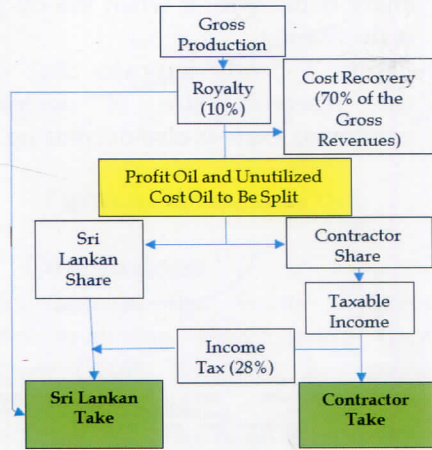 Gross
Production
Royalty
(10%)
Cost Recovery
(70% of the
Gross
Revenues)
Profit Oil and Unutilized
Cost Oil to Be Split
Sri
Lankan
Share
Contractor
Share
Taxable
Income
Income
Tax (28%)
Sri Lankan
Take
Contractor
Take